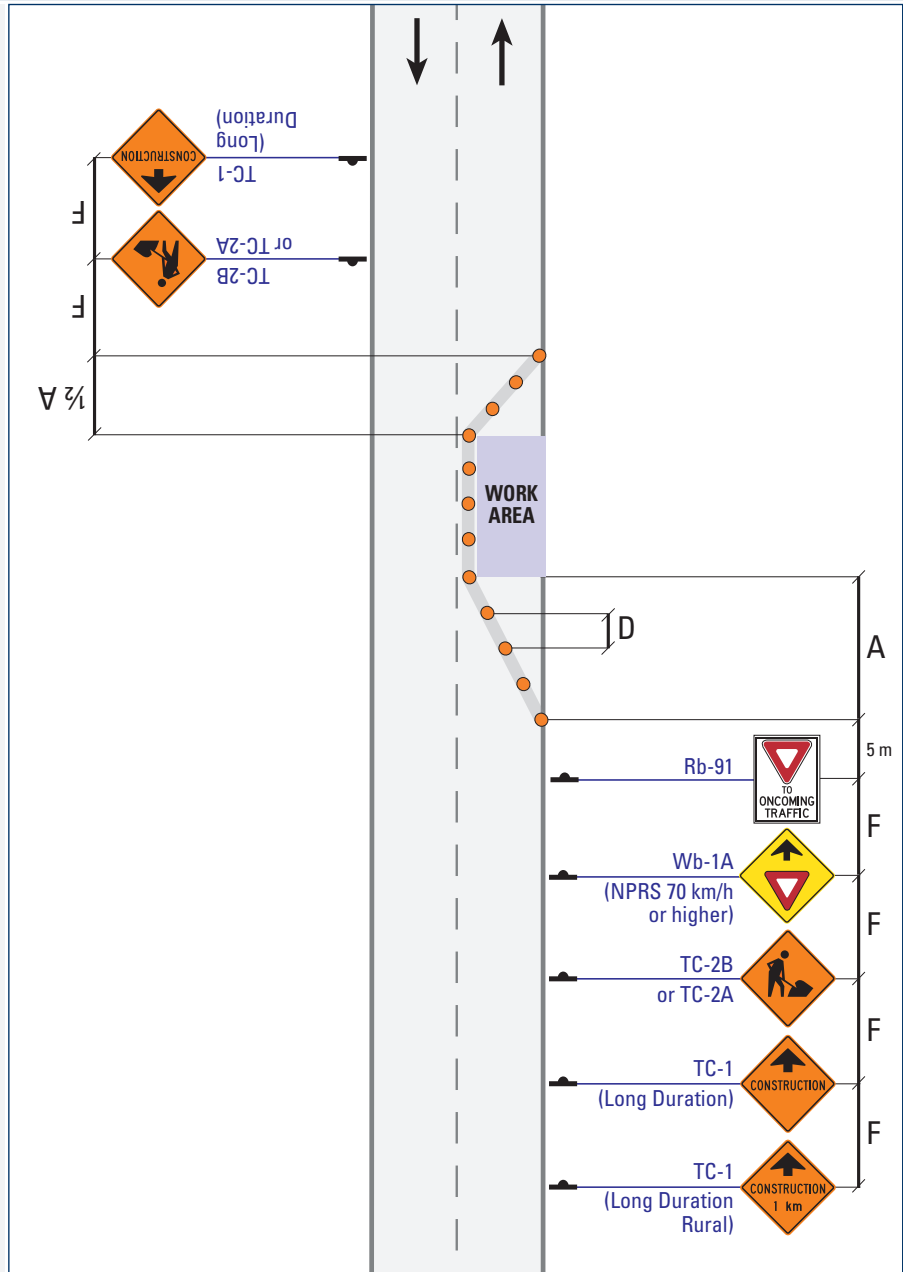 TC-1
(Long
Duration)
CONSTRUCTION
TC-2B
or TC-2A
F
F
½ A
WORK
AREA
D
A
5 m
Rb-91
TO
ONCOMING
TRAFFIC
F
Wb-1A
(NPRS 70 km/h
or higher)
F
TC-2B
or TC-2A
F
TC-1
(Long Duration)
CONSTRUCTION
F
TC-1
(Long Duration
Rural)
CONSTRUCTION
1 km